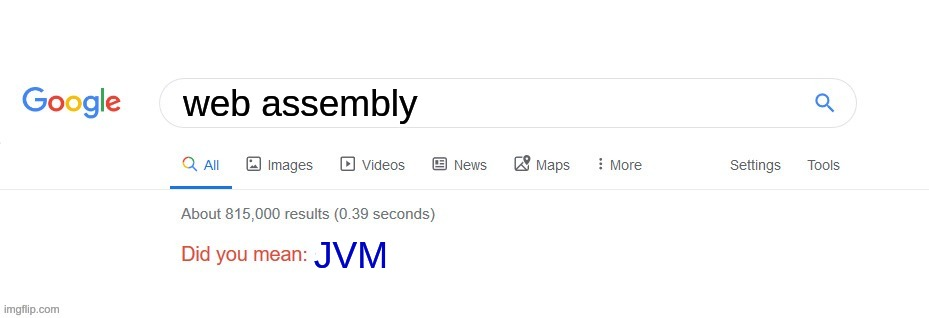 Google web assembly
All Images Videos News Maps More Settings Tools
About 815,000 results (0.39 seconds)
Did you mean: JVM
imgflip.com